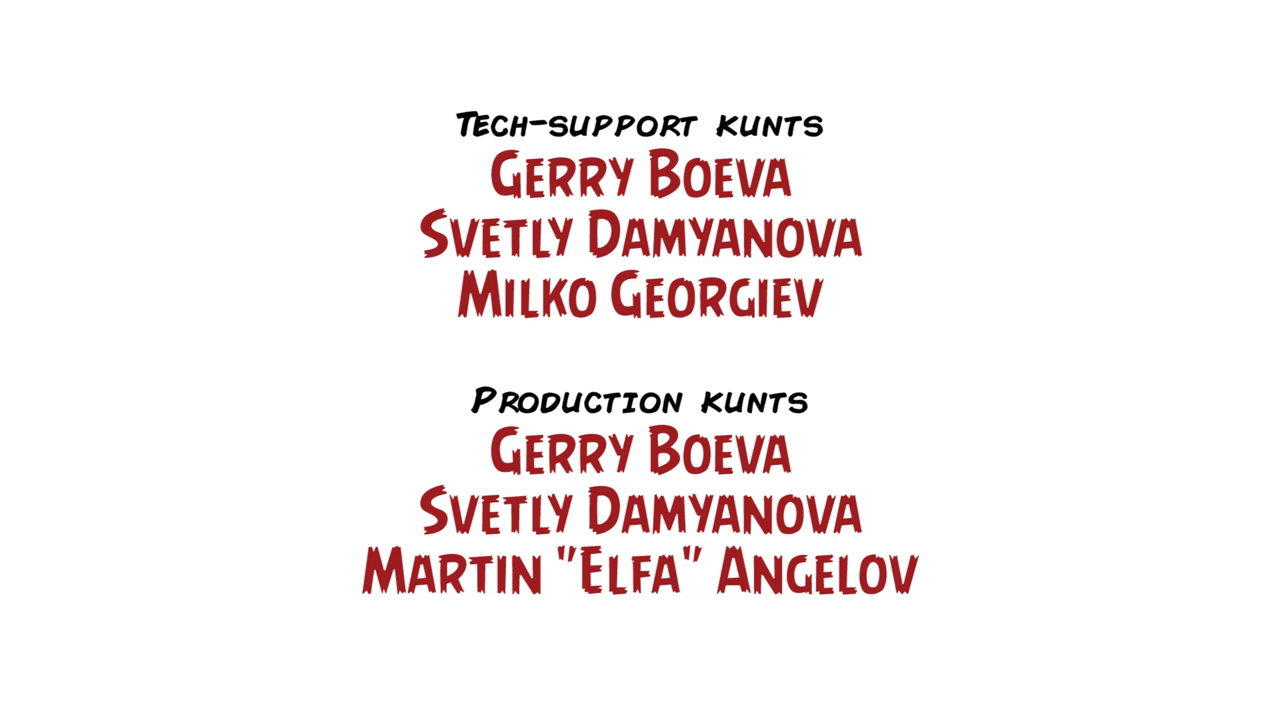 Tech-support kunts
Gerry Boeva
Svetly Damyanova
Milko Georgiev
Production kunts
Gerry Boeva
Svetly Damyanova
Martin "Elfa" Angelov